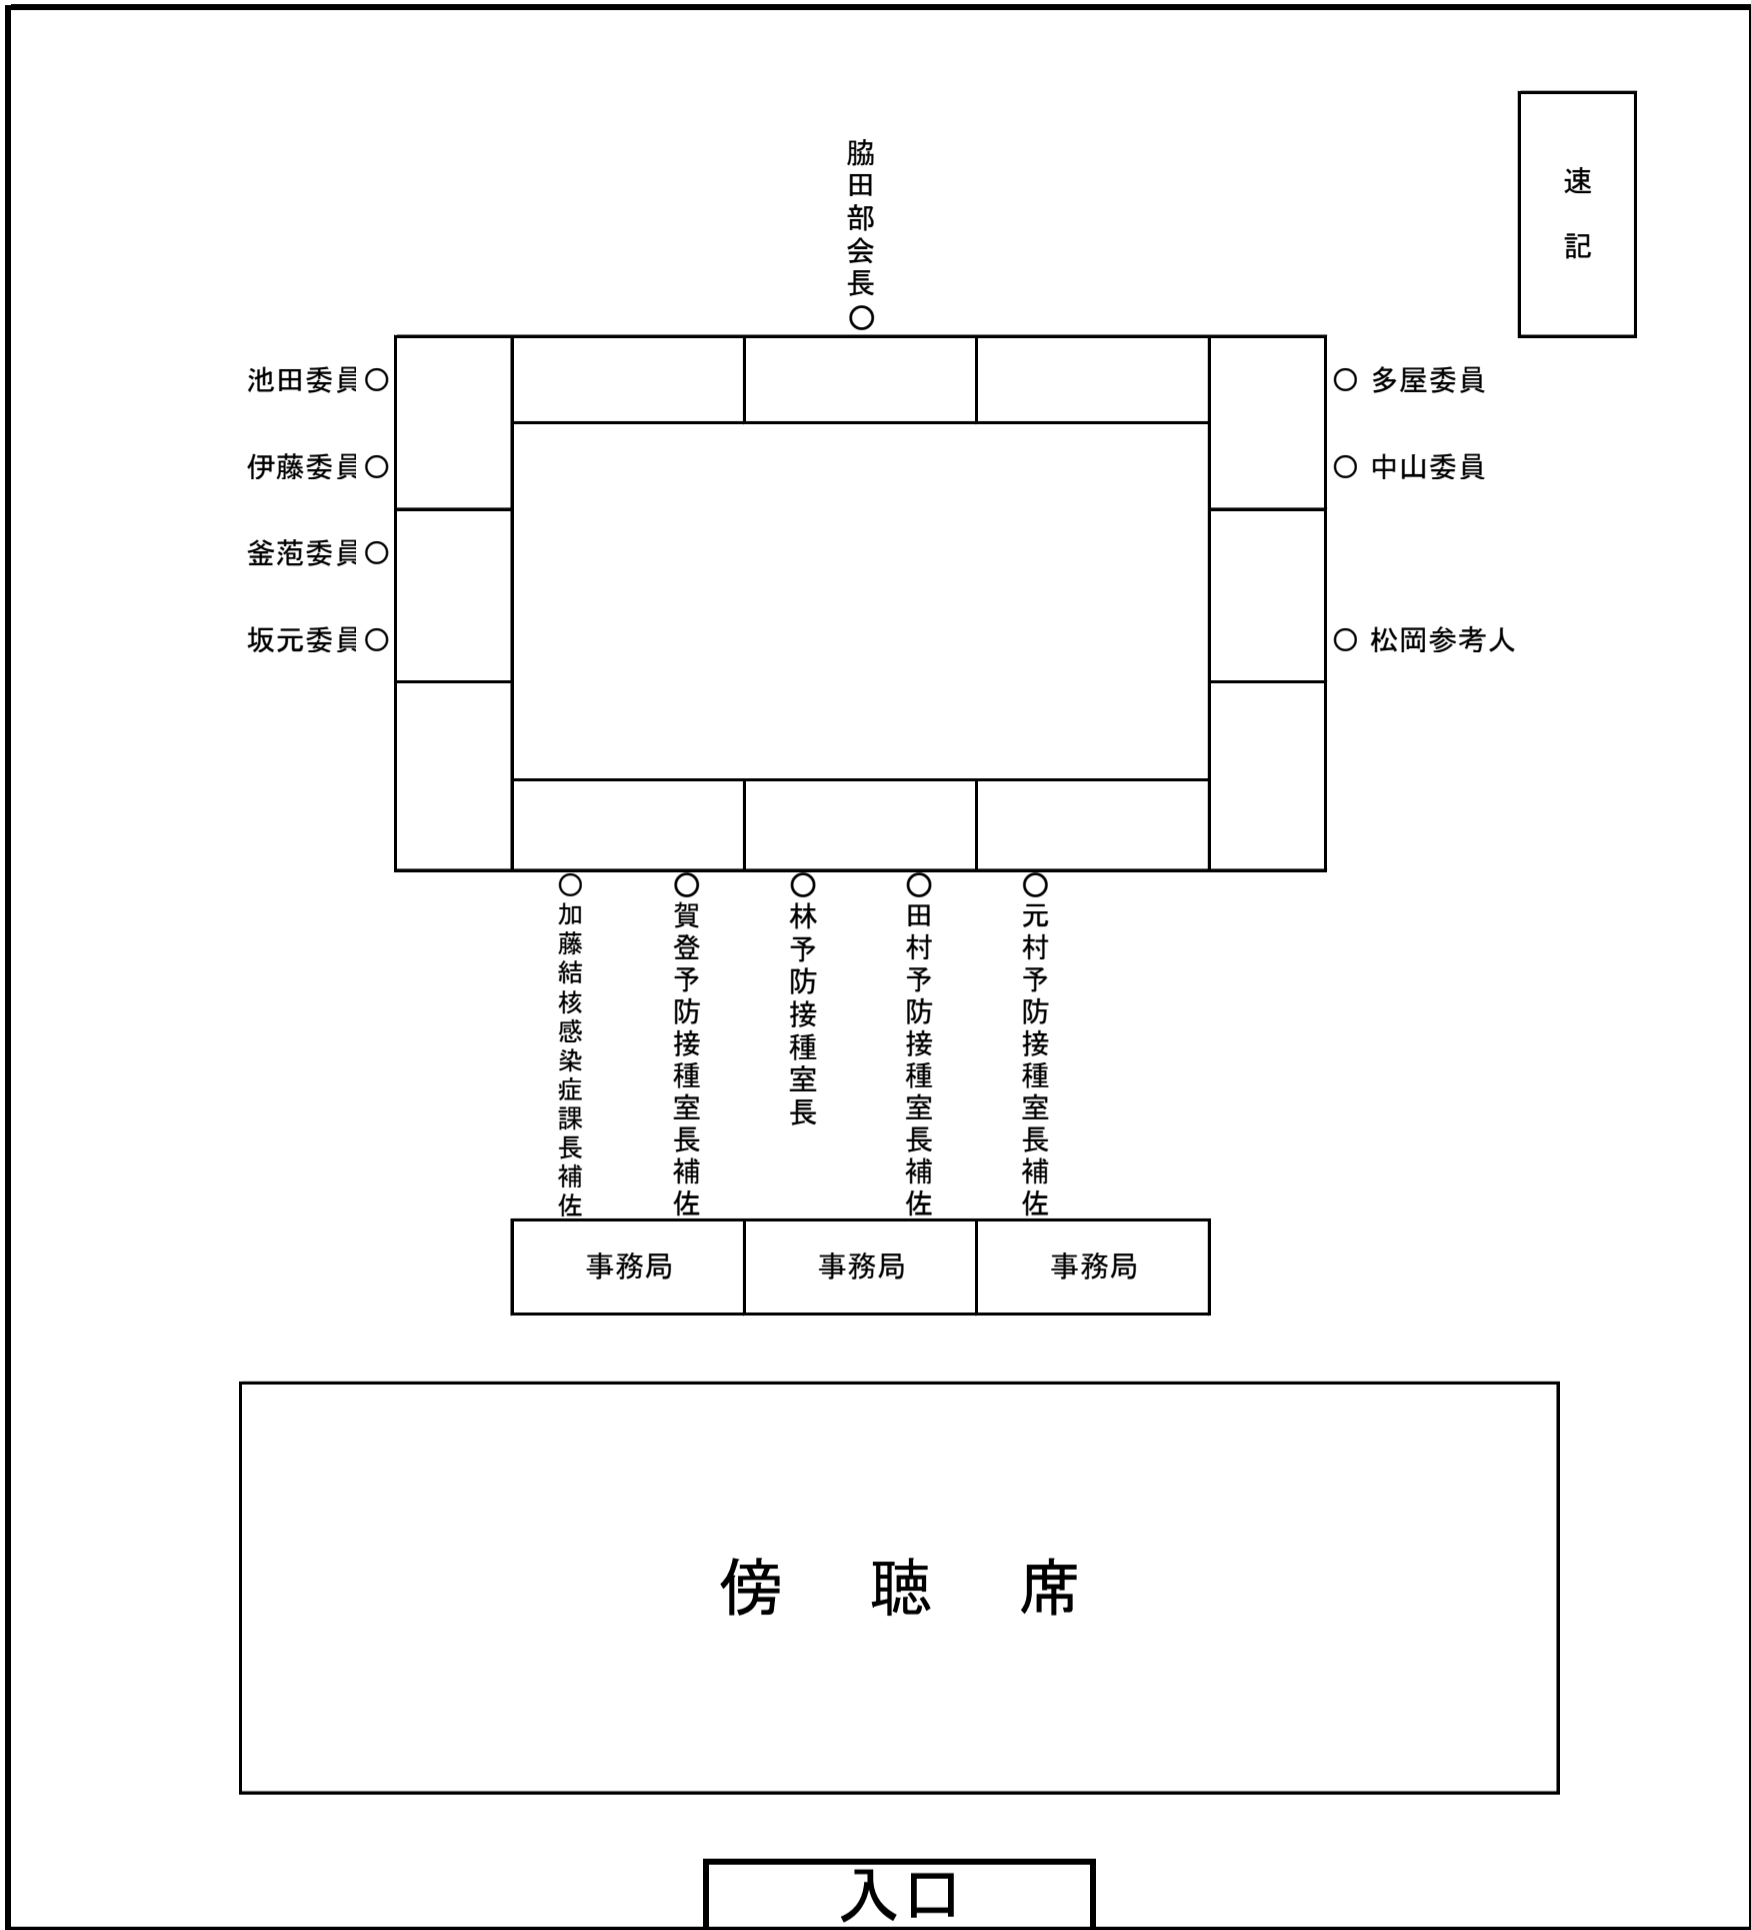 速記
脇田部会長○
池田委員○
○多屋委員
伊藤委員○
○中山委員
釜萢委員○
坂元委員○
○松岡参考人
○加藤結核感染症課長補佐
○賀登予防接種室長補佐
○林予防接種室長
○田村予防接種室長補佐
○元村予防接種室長補佐
事務局
事務局
事務局
傍聴席
入口